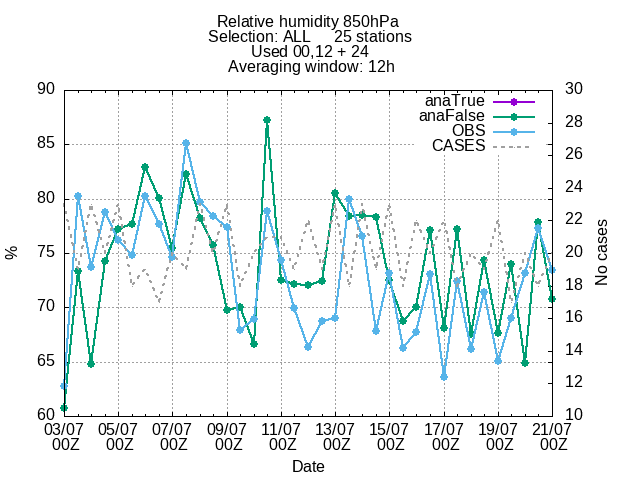 Relative humidity 850hPa
Selection: ALL 25 stations
Used 00,12 + 24
Averaging window: 12h
anaTrue
anaFalse
OBS
CASES
%
90
85
80
75
70
65
60
No cases
30
28
26
24
22
20
18
16
14
12
10
03/07 05/07 07/07 09/07 11/07 13/07 15/07 17/07 19/07 21/07
00Z 00Z 00Z 00Z 00Z 00Z 00Z 00Z 00Z 00Z
Date